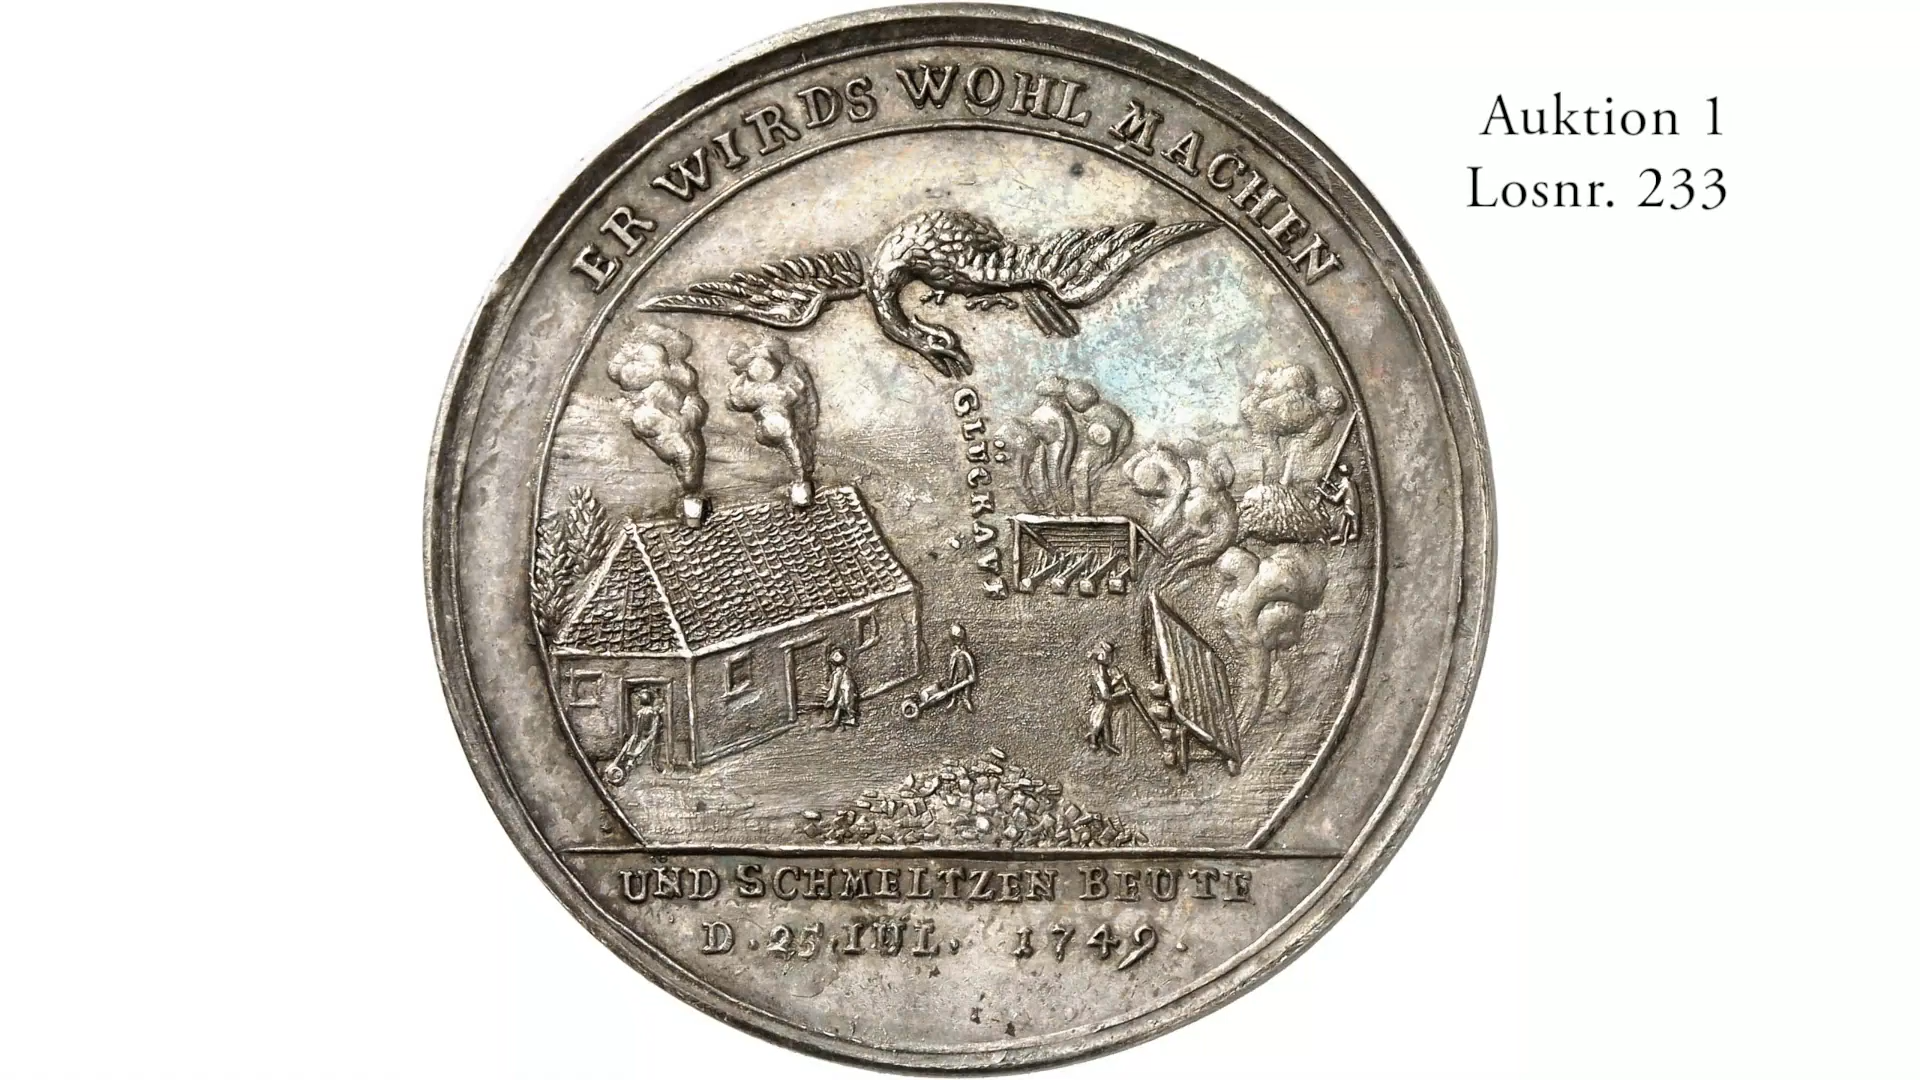 Auktion 1
Losnr. 233
ER WIRDS WOHL MACHEN
GLÜCKAUF
UND SCHMELTZEN BEUTE
D. 25. IUL. 1749.